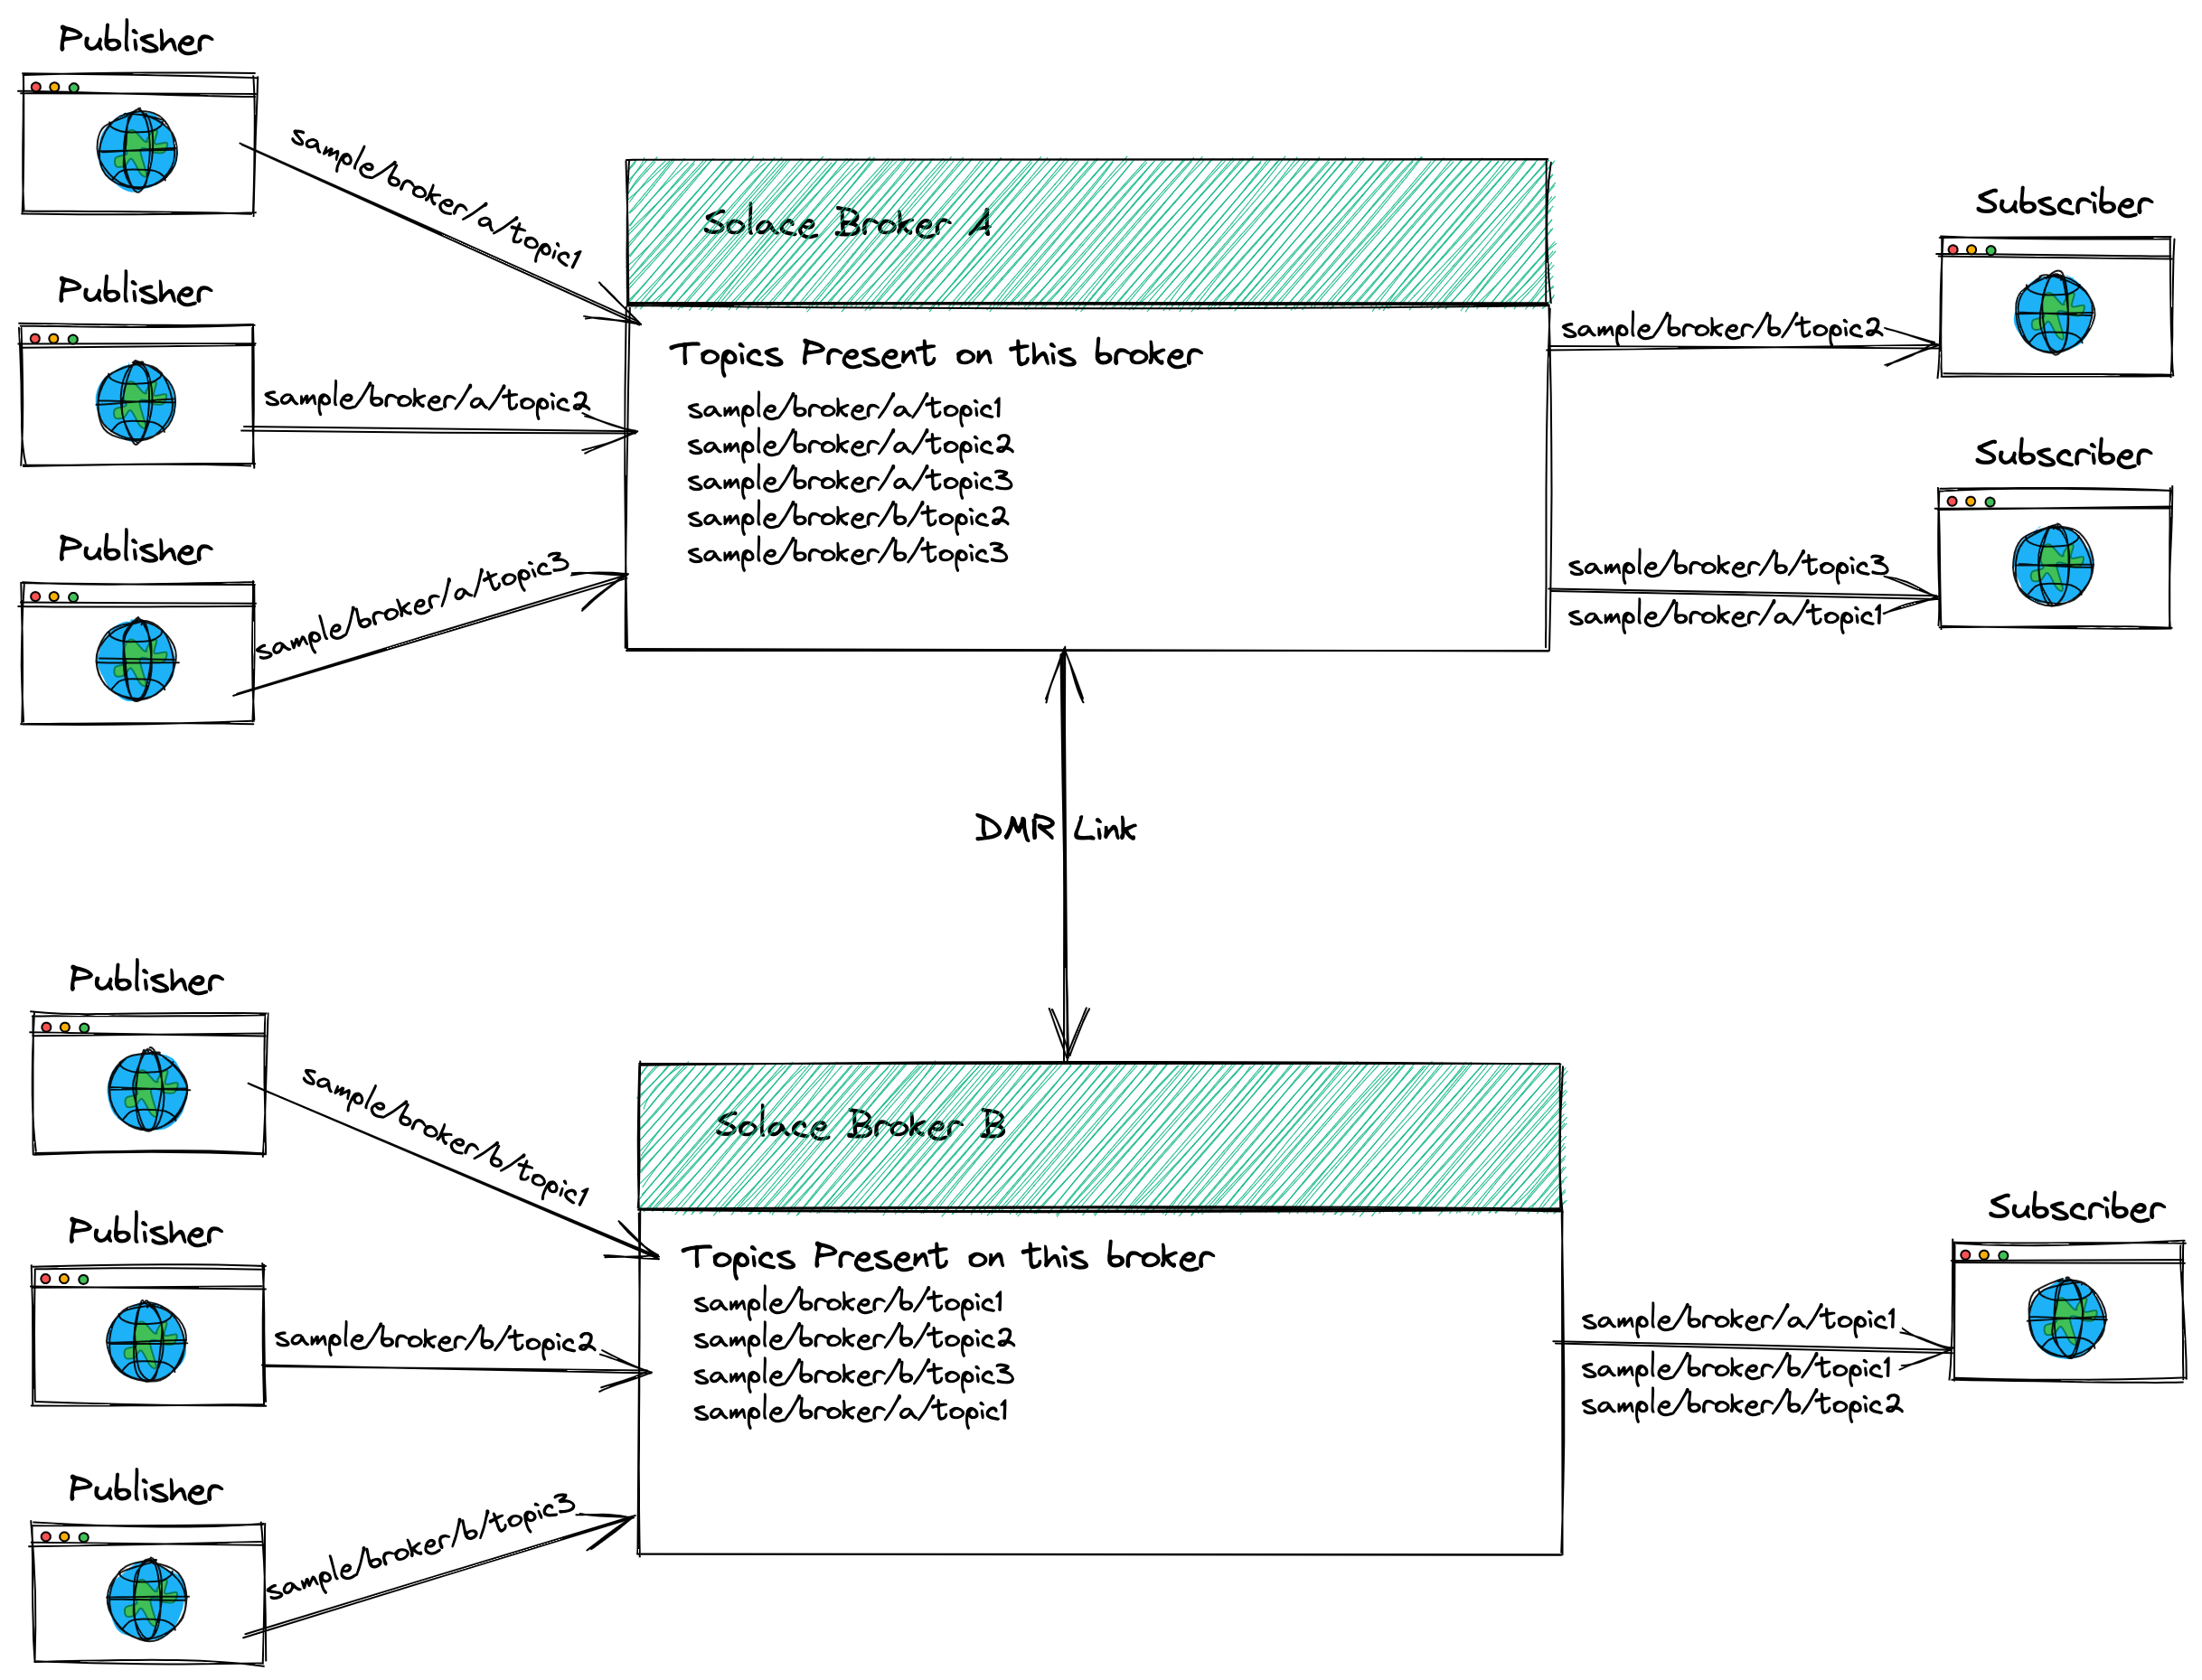 Publisher
sample/broker/a/topic1
Publisher
sample/broker/a/topic2
Publisher
sample/broker/a/topic3
Solace Broker A
Topics Present on this broker
sample/broker/a/topic1
sample/broker/a/topic2
sample/broker/a/topic3
sample/broker/b/topic2
sample/broker/b/topic3
Subscriber
sample/broker/b/topic2
Subscriber
sample/broker/b/topic3
sample/broker/a/topic1
DMR Link
Publisher
sample/broker/b/topic1
Publisher
sample/broker/b/topic2
Publisher
sample/broker/b/topic3
Solace Broker B
Topics Present on this broker
sample/broker/b/topic1
sample/broker/b/topic2
sample/broker/b/topic3
sample/broker/a/topic1
Subscriber
sample/broker/a/topic1
sample/broker/b/topic1
sample/broker/b/topic2